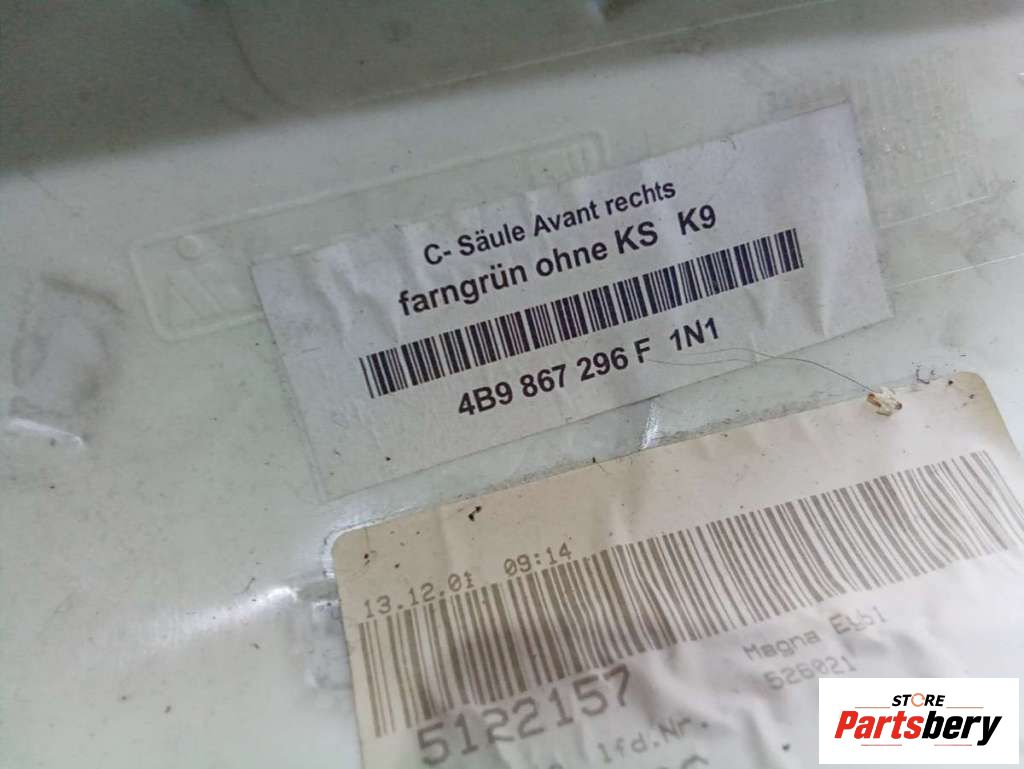 C- Säule Avant rechts
farngrün ohne KS K9
4B9 867 296 F 1N1
13.12.01 09:14
Magna
526021
5122157
lfd.Nr.
STORE
Partsbery